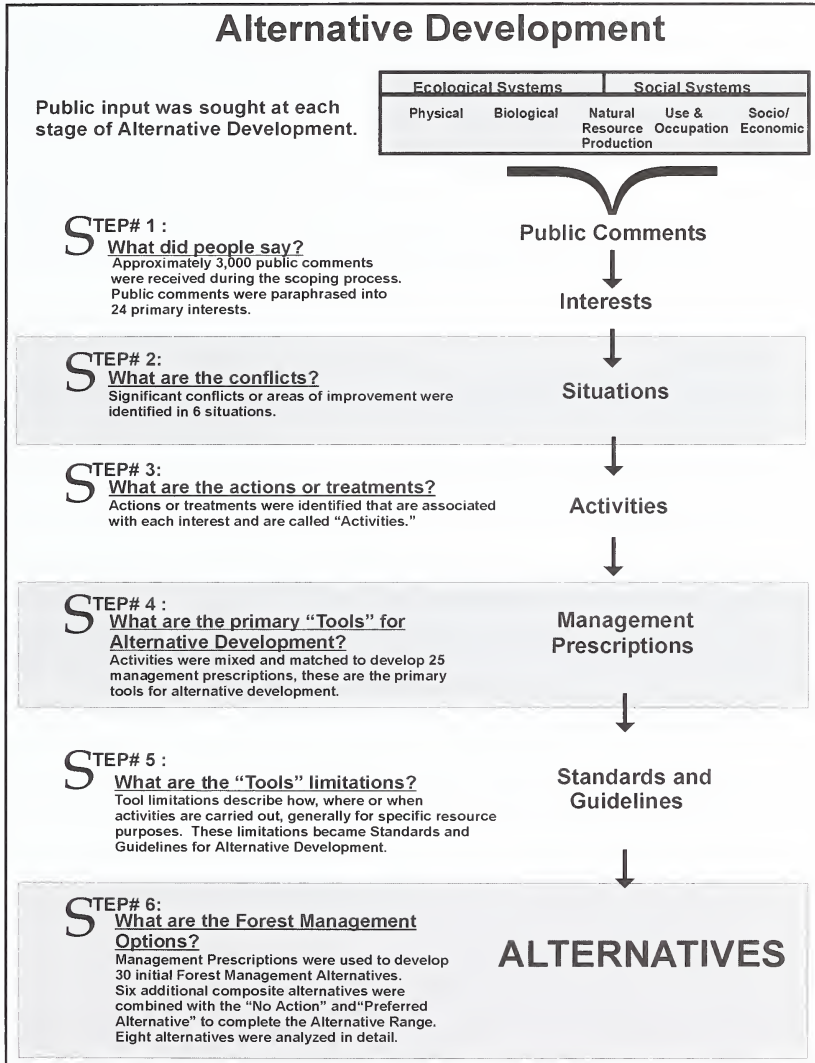 Alternative Development
Public input was sought at each
stage of Alternative Development.
Ecological Systems Social Systems
Physical Biological Natural Resource Production Use & Occupation Socio/ Economic
STEP# 1 :
What did people say?
Approximately 3,000 public comments
were received during the scoping process.
Public comments were paraphrased into
24 primary interests.
Public Comments
Interests
STEP# 2:
What are the conflicts?
Significant conflicts or areas of improvement were
identified in 6 situations.
Situations
STEP# 3:
What are the actions or treatments?
Actions or treatments were identified that are associated
with each interest and are called “Activities.”
Activities
STEP# 4 :
What are the primary “Tools” for
Alternative Development?
Activities were mixed and matched to develop 25
management prescriptions, these are the primary
tools for alternative development.
Management
Prescriptions
STEP# 5 :
What are the “Tools” limitations?
Tool limitations describe how, where or when
activities are carried out, generally for specific resource
purposes. These limitations became Standards and
Guidelines for Alternative Development.
Standards and
Guidelines
STEP# 6:
What are the Forest Management
Options?
Management Prescriptions were used to develop
30 initial Forest Management Alternatives.
Six additional composite alternatives were
combined with the “No Action” and“Preferred
Alternative” to complete the Alternative Range.
Eight alternatives were analyzed in detail.
ALTERNATIVES